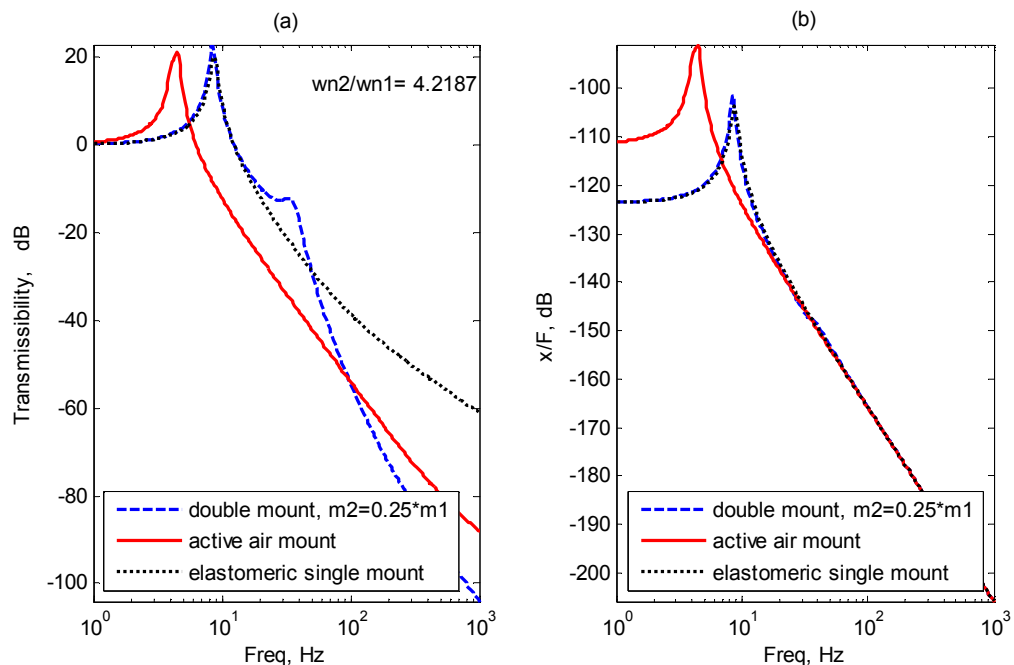 (a)
wn2/wn1= 4.2187
20
0
-20
-40
-60
-80
-100
Transmissibility, dB
double mount, m2=0.25*m1
active air mount
elastomeric single mount
10^0
10^1
10^2
10^3
Freq, Hz
(b)
-100
-110
-120
-130
-140
-150
-160
-170
-180
-190
-200
x/F, dB
double mount, m2=0.25*m1
active air mount
elastomeric single mount
10^0
10^1
10^2
10^3
Freq, Hz